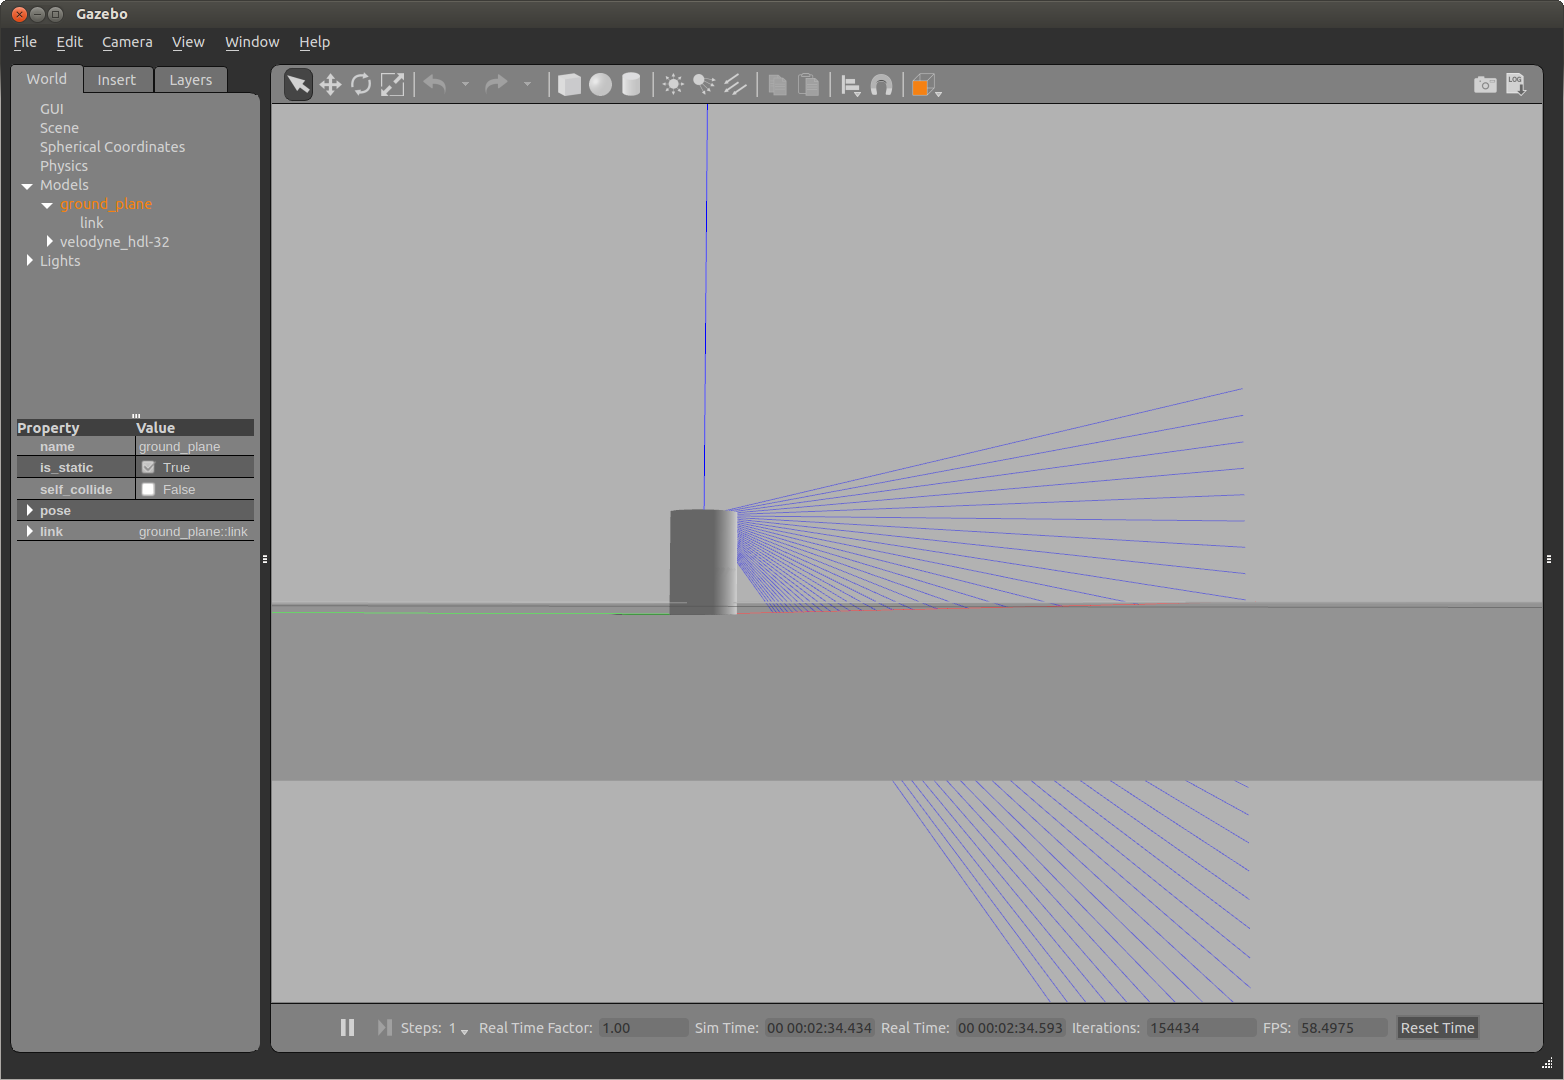 Gazebo
File Edit Camera View Window Help
World Insert Layers
LOG
GUI
Scene
Spherical Coordinates
Physics
Models
ground_plane
link
velodyne_hdl-32
Lights
Property Value
name ground_plane
is_static True
self_collide False
pose
link ground_plane::link
Steps: 1 Real Time Factor: 1.00 Sim Time: 00 00:02:34.434 Real Time: 00 00:02:34.593 Iterations: 154434 FPS: 58.4975 Reset Time